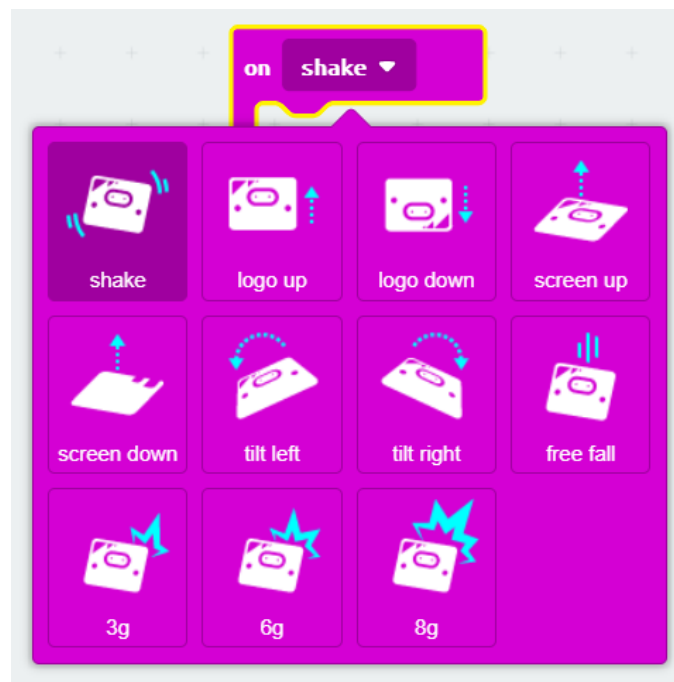 on shake
shake logo up logo down screen up
screen down tilt left tilt right free fall
3g 6g 8g